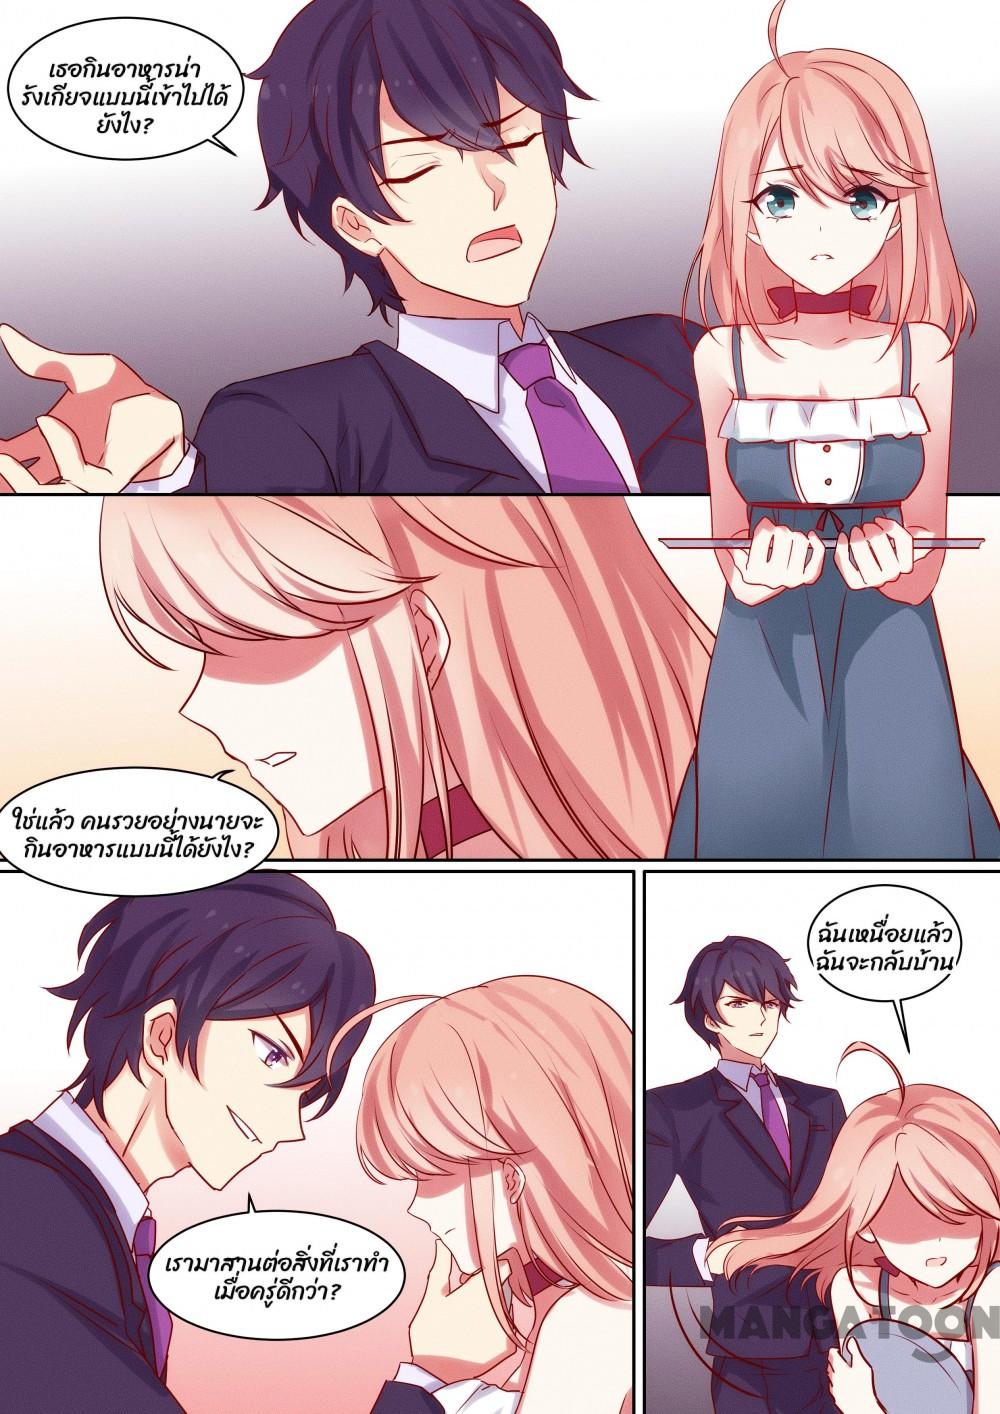 เธอกินอาหารน่า
รังเกียจแบบนี้เข้าไปได้
ยังไง?
ใช่แล้ว คนรวยอย่างนายจะ
กินอาหารแบบนี้ได้ยังไง?
ฉันเหนื่อยแล้ว
ฉันจะกลับบ้าน
เรามาสานต่อสิ่งที่เราทำ
เมื่อครู่ดีกว่า?
MANGATOON